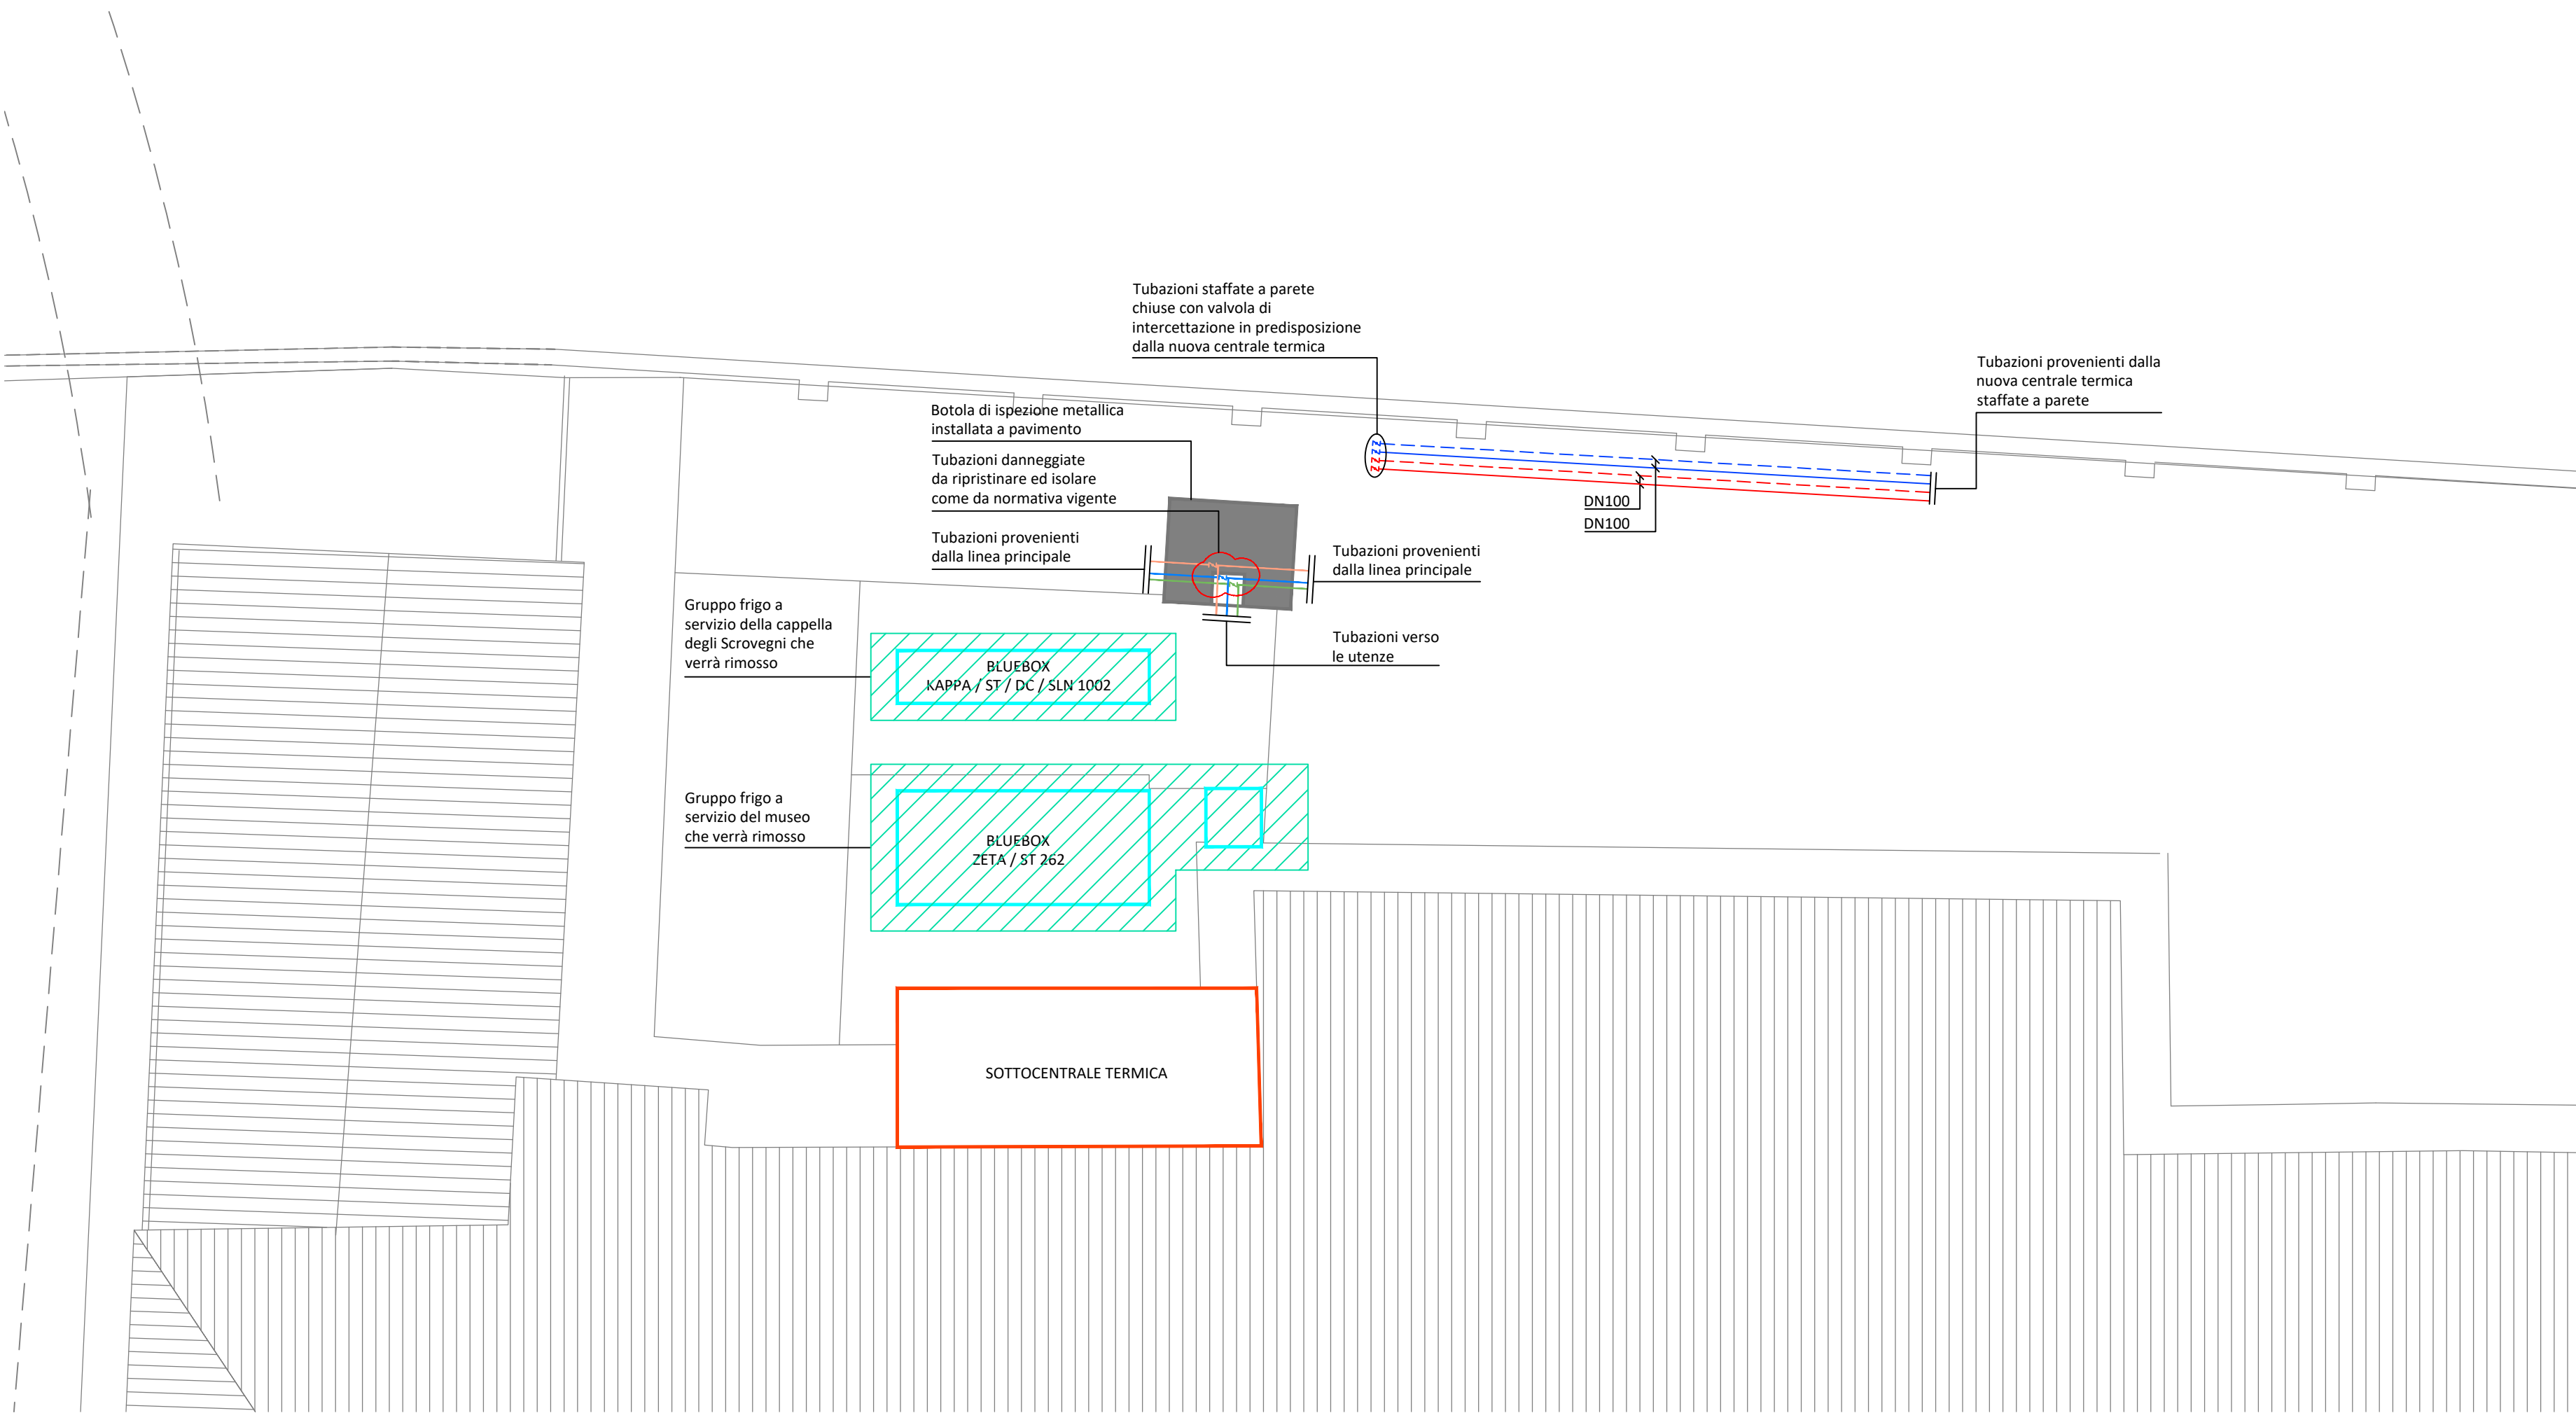 Tubazioni staffate a parete
chiuse con valvola di
intercettazione in predisposizione
dalla nuova centrale termica
Tubazioni provenienti dalla
nuova centrale termica
staffate a parete
Botola di ispezione metallica
installata a pavimento
Tubazioni danneggiate
da ripristinare ed isolare
come da normativa vigente
DN100
DN100
Tubazioni provenienti
dalla linea principale
Tubazioni provenienti
dalla linea principale
Gruppo frigo a
servizio della cappella
degli Scrovegni che
verrà rimosso
Tubazioni verso
le utenze
BLUEBOX
KAPPA / ST / DC / SLN 1002
Gruppo frigo a
servizio del museo
che verrà rimosso
BLUEBOX
ZETA / ST 262
SOTTOCENTRALE TERMICA